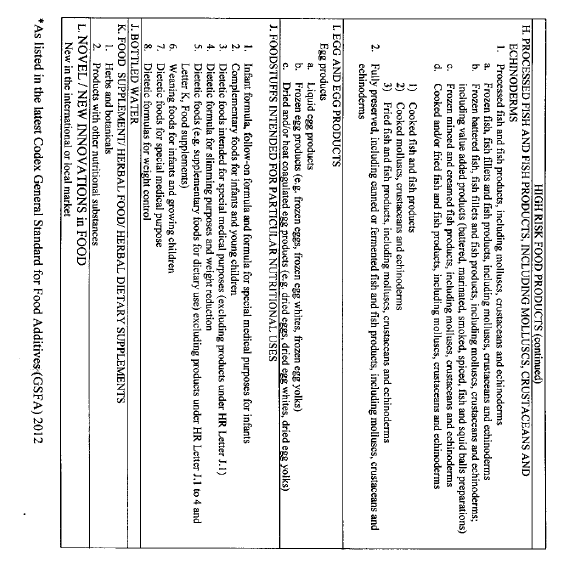 HIGH RISK FOOD PRODUCTS (continued)
H. PROCESSED FISH AND FISH PRODUCTS, INCLUDING MOLLUSCS, CRUSTACEANS AND
ECHINODERMS
1. Processed fish and fish products, including molluscs, crustaceans and echinoderms
a. Frozen fish, fish fillets and fish products, including molluscs, crustaceans and echinoderms
b. Frozen battered fish, fish fillets and fish products, including molluscs, crustaceans and echinoderms;
including value added products (battered, marinated, smoked, spiced, fish and squid balls preparations)
c. Frozen minced and creamed fish products, including molluscs, crustaceans and echinoderms
d. Cooked and/or fried fish and fish products, including molluscs, crustaceans and echinoderms
1) Cooked fish and fish products
2) Cooked molluscs, crustaceans and echinoderms
3) Fried fish and fish products, including molluscs, crustaceans and echinoderms
2. Fully preserved, including canned or fermented fish and fish products, including molluscs, crustaceans and
echinoderms
I. EGG AND EGG PRODUCTS
Egg products
a. Liquid egg products
b. Frozen egg products (e.g. frozen eggs, frozen egg whites, frozen egg yolks)
c. Dried and/or heat coagulated egg products (e.g. dried eggs, dried egg whites, dried egg yolks)
J. FOODSTUFFS INTENDED FOR PARTICULAR NUTRITIONAL USES
1. Infant formula, follow-on formula and formula for special medical purposes for infants
2. Complementary foods for infants and young children
3. Dietetic foods intended for special medical purposes (excluding products under HR Letter J.1)
4. Dietetic formula for slimming purposes and weight reduction
5. Dietetic foods (e.g. supplementary foods for dietary use) excluding products under HR Letter J.1 to 4 and
Letter K, Food supplements)
6. Weaning foods for infants and growing children
7. Dietetic foods for special medical purpose
8. Dietetic formulas for weight control
J. BOTTLED WATER
K. FOOD SUPPLEMENT/ HERBAL FOOD/ HERBAL DIETARY SUPPLEMENTS
1. Herbs and botanicals
2. Products with other nutritional substances
L. NOVEL / NEW INNOVATIONS in FOOD
New in the international or local market
*As listed in the latest Codex General Standard for Food Additives (GSFA) 2012